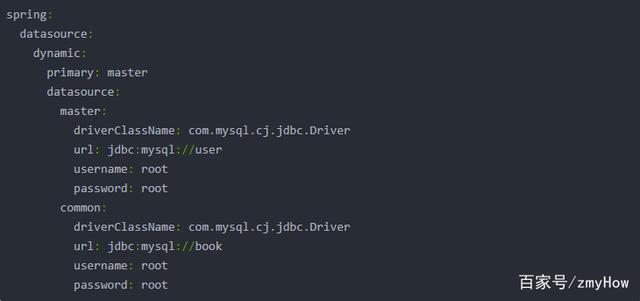 spring:
  datasource:
    dynamic:
      primary: master
      datasource:
        master:
          driverClassName: com.mysql.cj.jdbc.Driver
          url: jdbc:mysql://user
          username: root
          password: root
        common:
          driverClassName: com.mysql.cj.jdbc.Driver
          url: jdbc:mysql://book
          username: root
          password: root
百家号/zmyHow